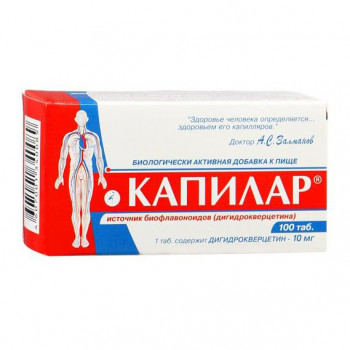 "Здоровье человека определяется...
здоровьем его капилляров."
Доктор А.С.Залманов
БИОЛОГИЧЕСКИ АКТИВНАЯ ДОБАВКА К ПИЩЕ
КАПИЛАР®
источник биофлавоноидов (дигидрокверцетина)
100 таб.
1 таб. содержит ДИГИДРОКВЕРЦЕТИН - 10 мг